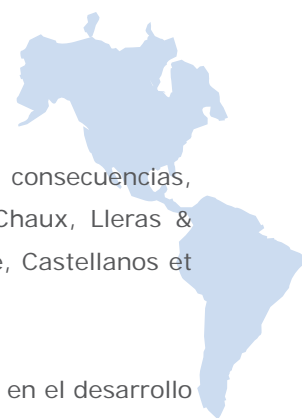 consecuencias,
Chaux, Lleras &
, Castellanos et
en el desarrollo